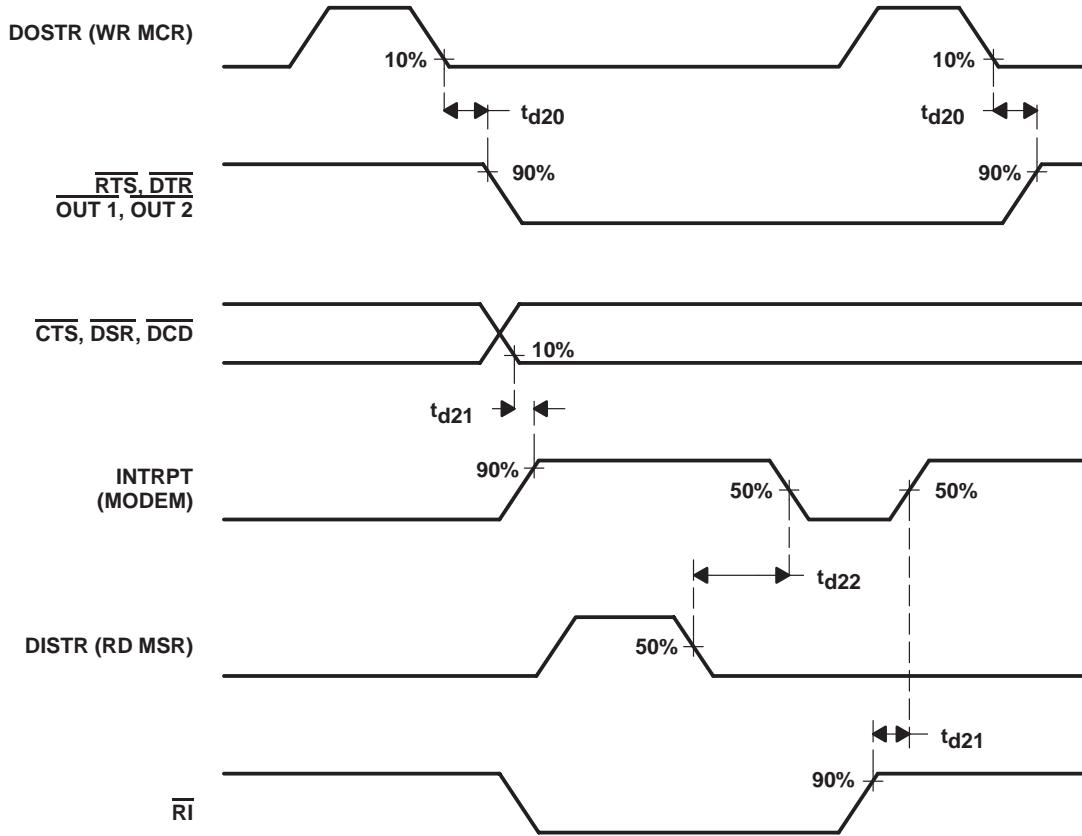 DOSTR (WR MCR)
10%
10%
td20
td20
RTS, DTR
OUT 1, OUT 2
90%
90%
CTS, DSR, DCD
10%
td21
INTRPT
(MODEM)
90%
50%
50%
td22
DISTR (RD MSR)
50%
td21
RI
90%